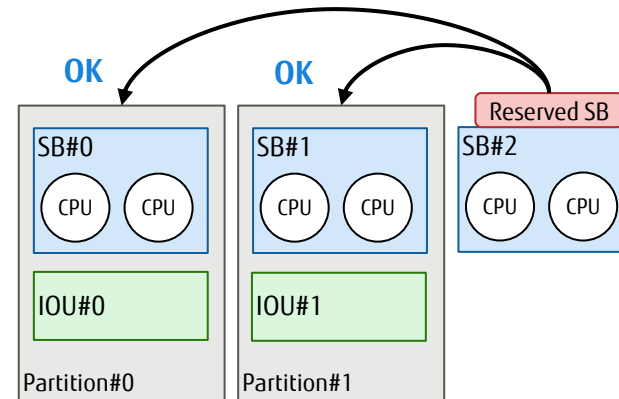 OK
OK
Reserved SB
SB#0
SB#1
SB#2
CPU
CPU
CPU
CPU
CPU
CPU
IOU#0
IOU#1
Partition#0
Partition#1